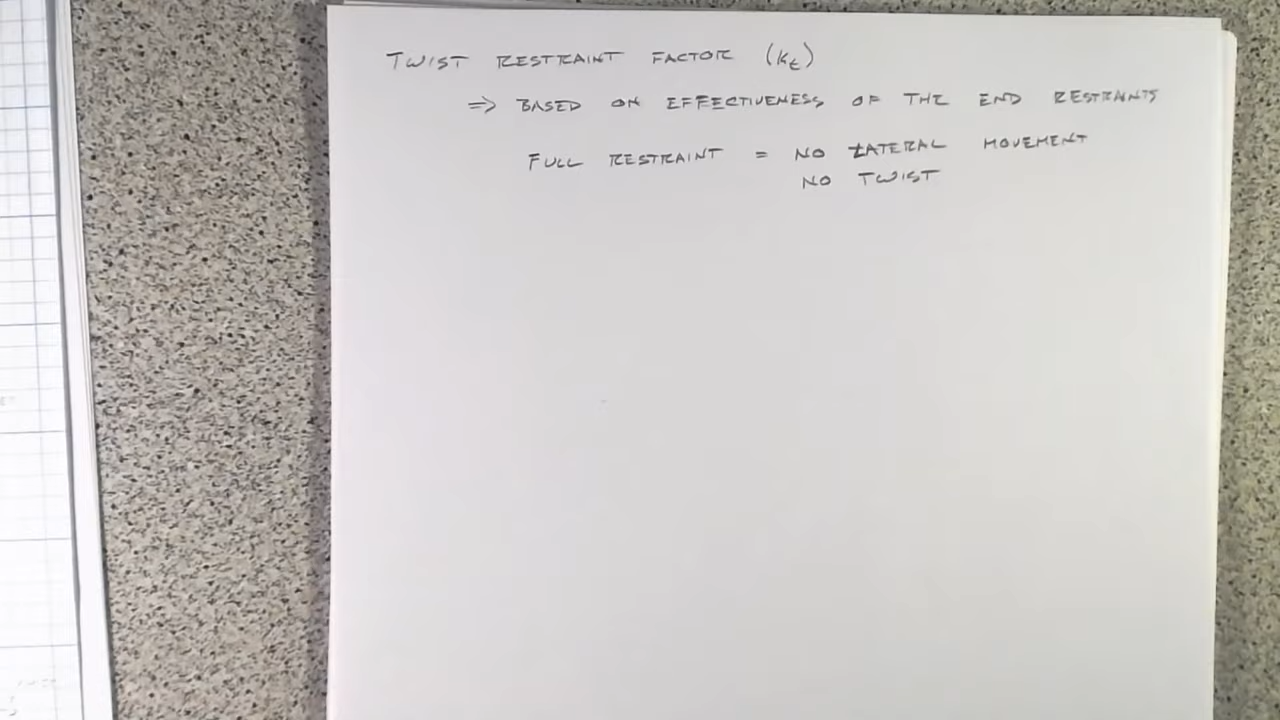 TWIST RESTRAINT FACTOR (kt)
⇒ BASED ON EFFECTIVENESS OF THE END RESTRAINTS
FULL RESTRAINT = NO LATERAL MOVEMENT
NO TWIST